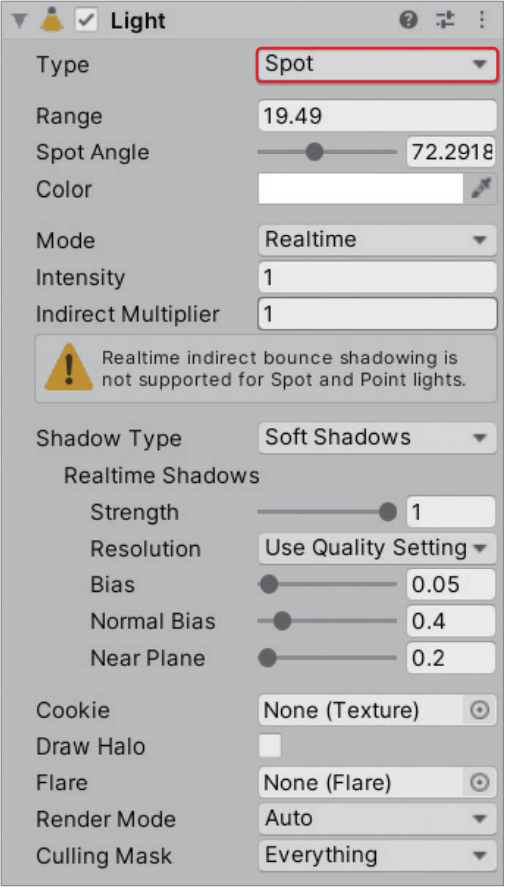 Light
Type Spot
Range 19.49
Spot Angle 72.2918
Color
Mode Realtime
Intensity 1
Indirect Multiplier 1
Realtime indirect bounce shadowing is
not supported for Spot and Point lights.
Shadow Type Soft Shadows
Realtime Shadows
Strength 1
Resolution Use Quality Setting
Bias 0.05
Normal Bias 0.4
Near Plane 0.2
Cookie None (Texture)
Draw Halo
Flare None (Flare)
Render Mode Auto
Culling Mask Everything